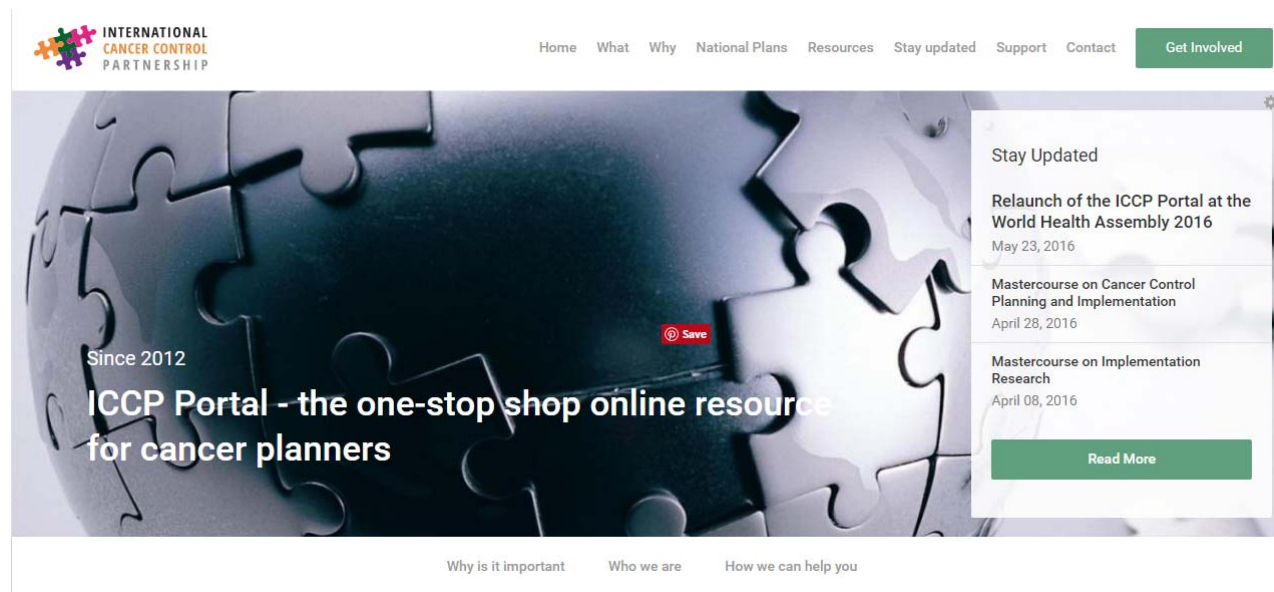 INTERNATIONAL
CANCER CONTROL
PARTNERSHIP
Home What Why National Plans Resources Stay updated Support Contact Get Involved
Stay Updated
Relaunch of the ICCP Portal at the
World Health Assembly 2016
May 23, 2016
Mastercourse on Cancer Control
Planning and Implementation
April 28, 2016
Mastercourse on Implementation
Research
April 08, 2016
Read More
Save
Since 2012
ICCP Portal - the one-stop shop online resource
for cancer planners
Why is it important Who we are How we can help you